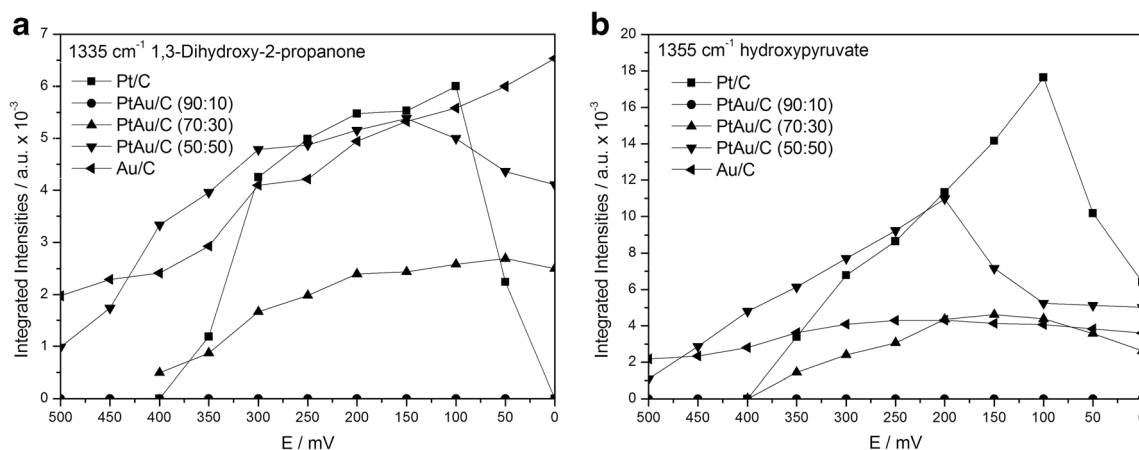 a
1335 cm⁻¹ 1,3-Dihydroxy-2-propanone
Pt/C
PtAu/C (90:10)
PtAu/C (70:30)
PtAu/C (50:50)
Au/C
Integrated Intensities / a.u. x 10⁻³
7
6
5
4
3
2
1
0
500 450 400 350 300 250 200 150 100 50 0
E / mV
b
1355 cm⁻¹ hydroxypyruvate
Pt/C
PtAu/C (90:10)
PtAu/C (70:30)
PtAu/C (50:50)
Au/C
Integrated Intensities / a.u. x 10⁻³
20
18
16
14
12
10
8
6
4
2
0
500 450 400 350 300 250 200 150 100 50
E / mV